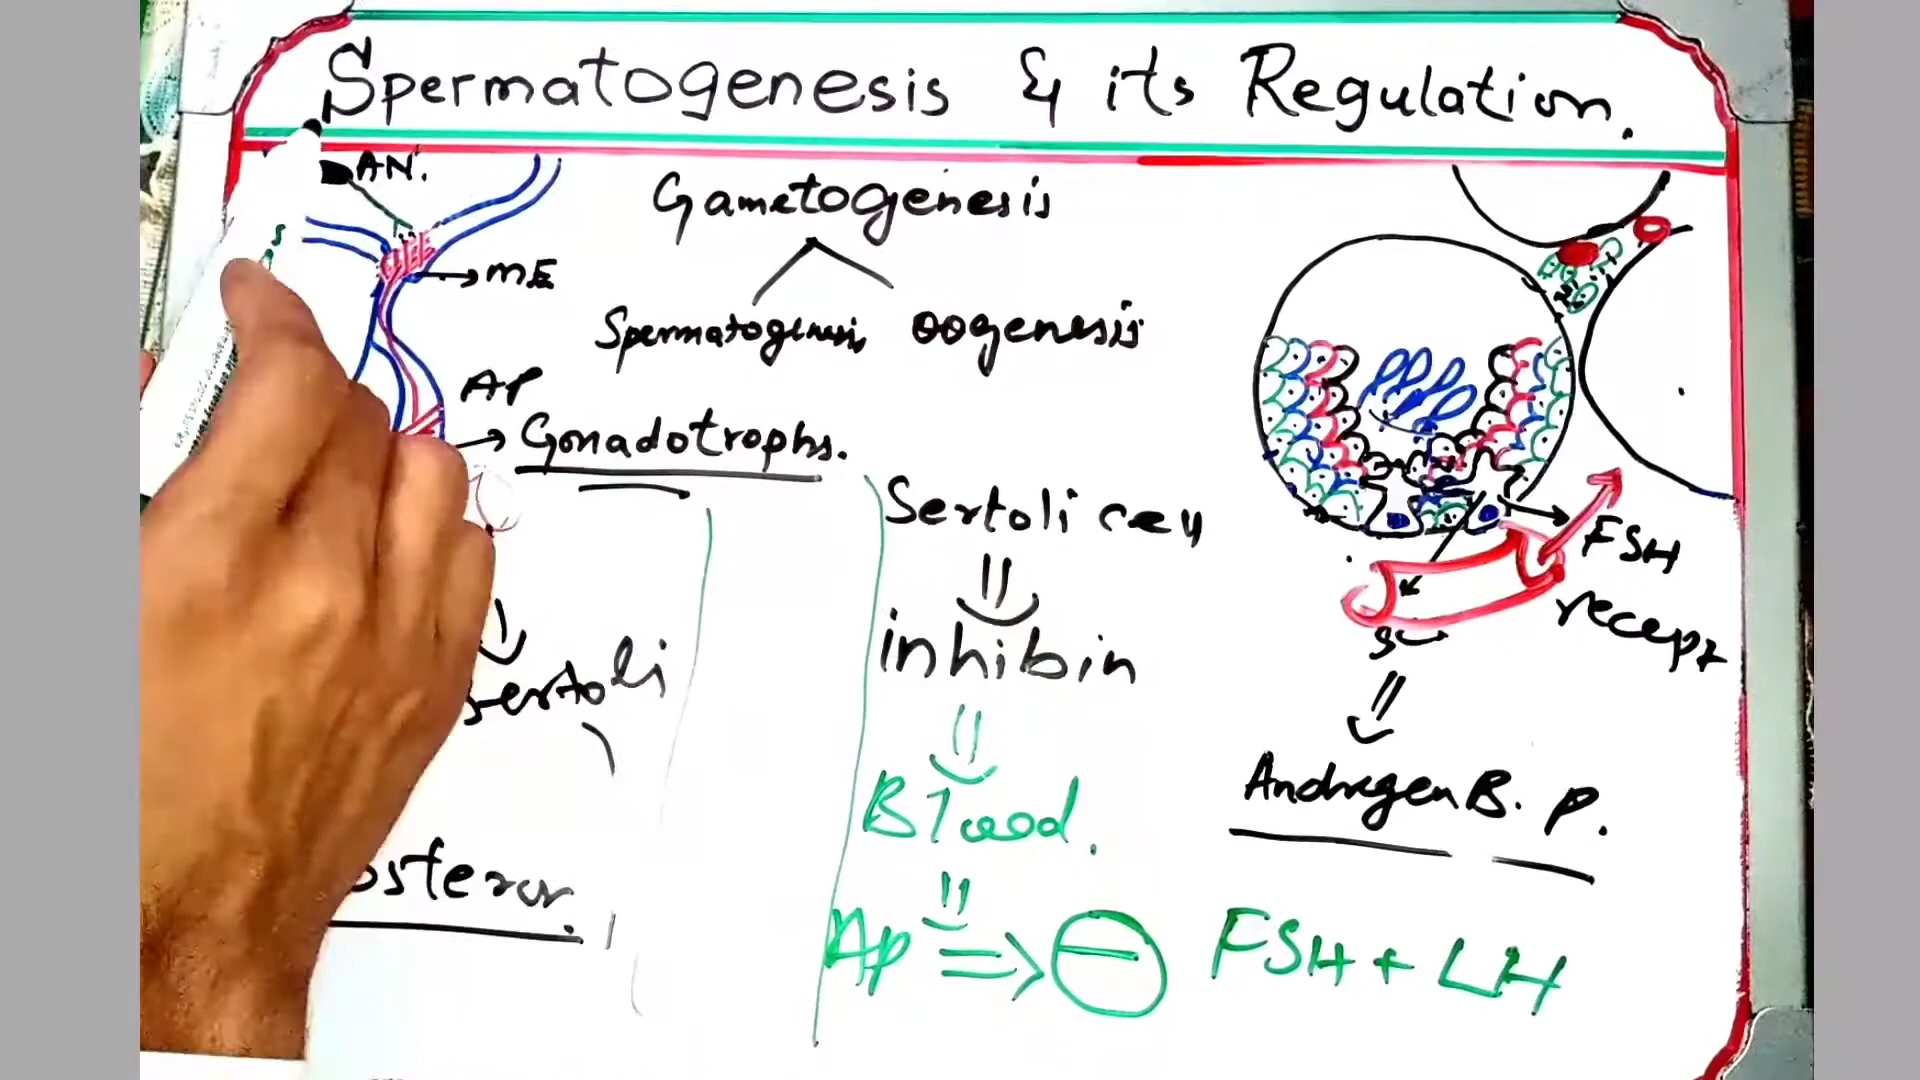 Spermatogenesis & its Regulation.
AN.
ME
Gametogenesis
Spermatogenesis oogenesis
AP
Gonadotrophs.
Sertoli cell
inhibin
Blood.
AP ⇒ ⊖ FSH + LH
Sertoli
FSH
recept
Androgen B. P.